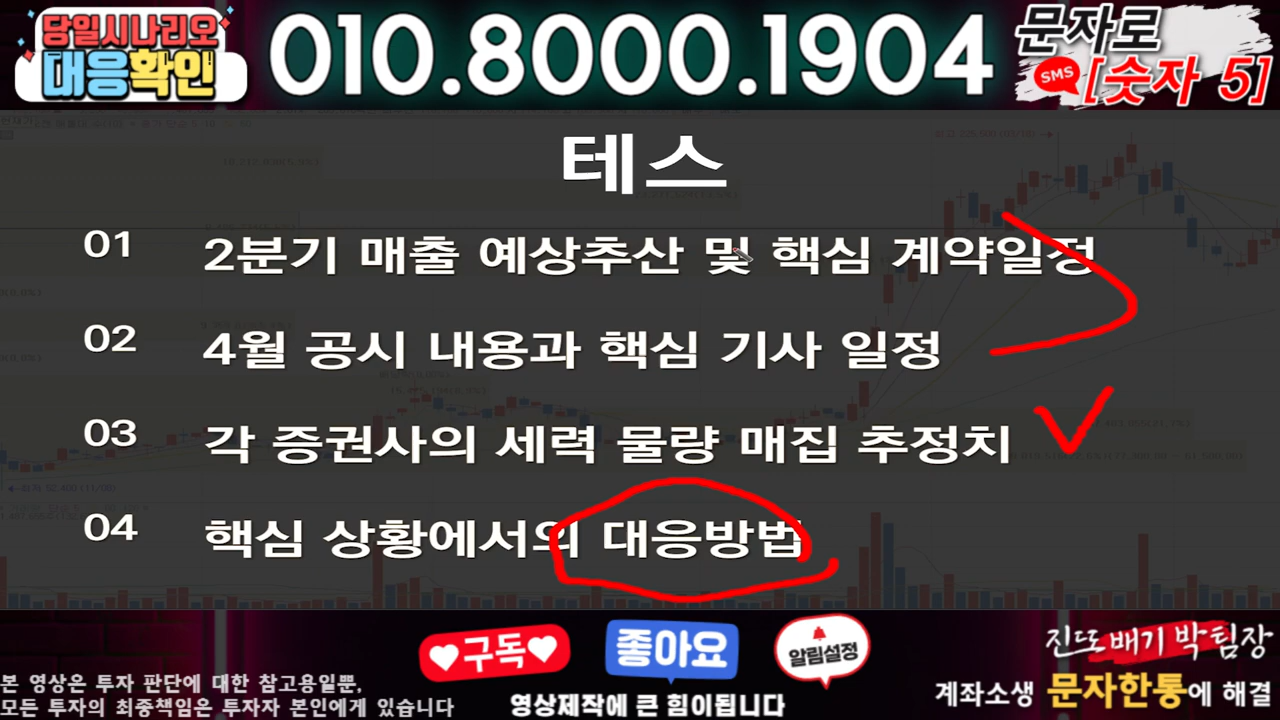 당일시나리오
대응확인
010.8000.1904
문자로
SMS
[숫자 5]
테스
01 2분기 매출 예상추산 및 핵심 계약일정
02 4월 공시 내용과 핵심 기사 일정
03 각 증권사의 세력 물량 매집 추정치
04 핵심 상황에서의 대응방법
구독
좋아요
알림설정
영상제작에 큰 힘이됩니다
본 영상은 투자 판단에 대한 참고용일뿐,
모든 투자의 최종책임은 투자자 본인에게 있습니다
진또배기 박팀장
계좌소생 문자한통에 해결